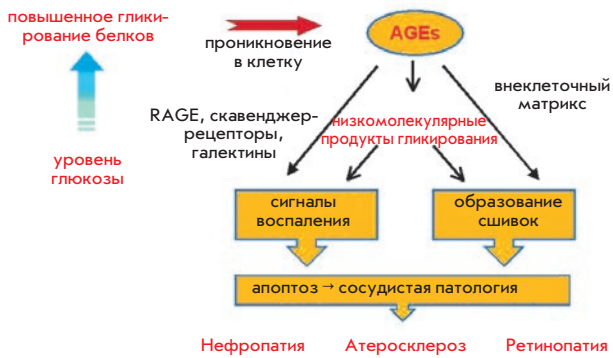 повышенное глики-
рование белков
уровень
глюкозы
проникновение
в клетку
AGEs
внеклеточный
матрикс
RAGE, скавенджер-
рецепторы,
галектины
низкомолекулярные
продукты гликирования
сигналы
воспаления
образование
сшивок
апоптоз → сосудистая патология
Нефропатия Атеросклероз Ретинопатия